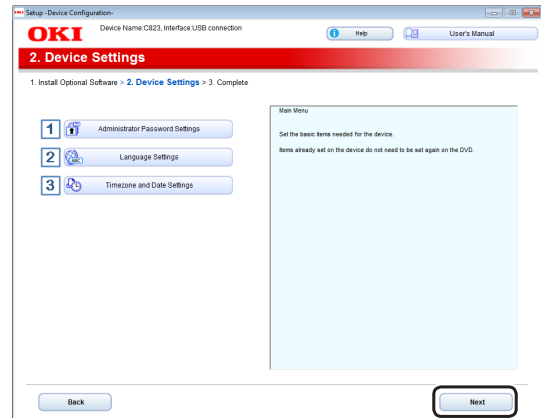 Setup -Device Configuration-
OKI
Device Name:C823, Interface:USB connection
Help
User's Manual
2. Device Settings
1. Install Optional Software > 2. Device Settings > 3. Complete
1
Administrator Password Settings
2
ABC
Language Settings
3
Timezone and Date Settings
Main Menu
Set the basic items needed for the device.
Items already set on the device do not need to be set again on the DVD.
Back
Next